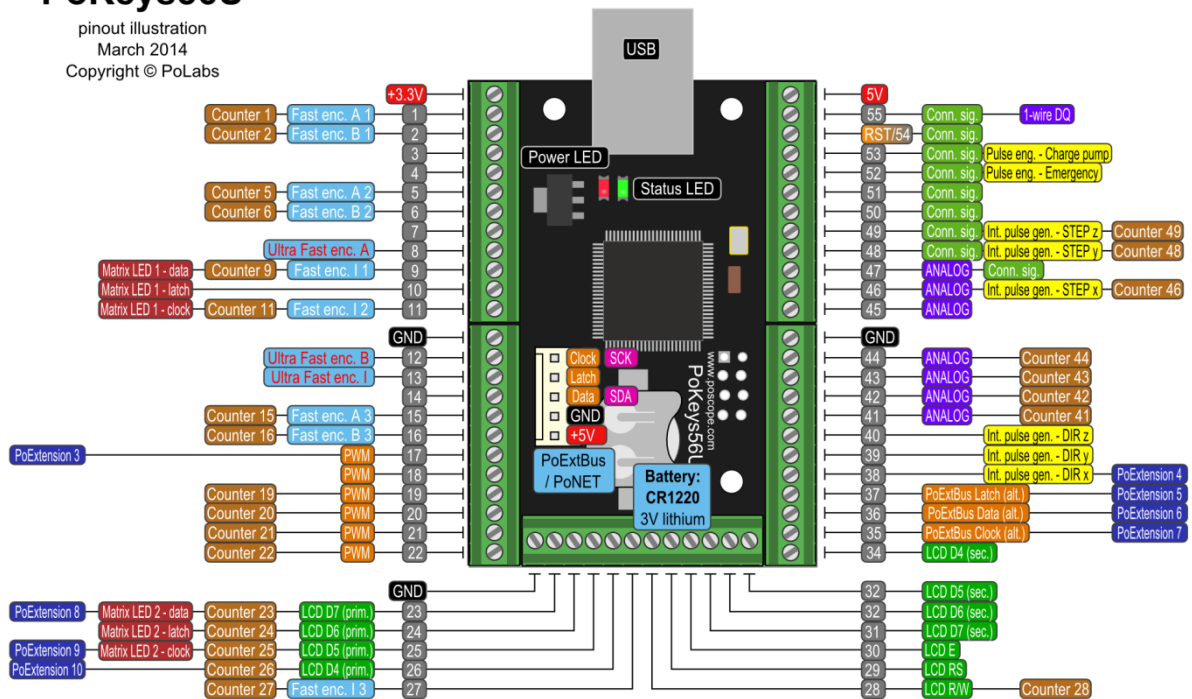 pinout illustration
March 2014
Copyright © PoLabs
USB
+3.3V
Counter 1 Fast enc. A 1 1
Counter 2 Fast enc. B 1 2
3
4
Counter 5 Fast enc. A 2 5
Counter 6 Fast enc. B 2 6
7
Ultra Fast enc. A 8
Matrix LED 1 - data Counter 9 Fast enc. I 1 9
Matrix LED 1 - latch 10
Matrix LED 1 - clock Counter 11 Fast enc. I 2 11
GND
Ultra Fast enc. B 12
Ultra Fast enc. I 13
14
Counter 15 Fast enc. A 3 15
Counter 16 Fast enc. B 3 16
PoExtension 3 PWM 17
PWM 18
Counter 19 PWM 19
Counter 20 PWM 20
Counter 21 PWM 21
Counter 22 PWM 22
Power LED
Status LED
Clock SCK
Latch
Data SDA
GND
+5V
PoExtBus
/ PoNET
Battery:
CR1220
3V lithium
www.poscope.com
PoKeys56U
5V
55 Conn. sig. 1-wire DQ
RST/54 Conn. sig.
53 Conn. sig. Pulse eng. - Charge pump
52 Conn. sig. Pulse eng. - Emergency
51 Conn. sig.
50 Conn. sig.
49 Conn. sig. Int. pulse gen. - STEP z Counter 49
48 Conn. sig. Int. pulse gen. - STEP y Counter 48
47 ANALOG Conn. sig.
46 ANALOG Int. pulse gen. - STEP x Counter 46
45 ANALOG
GND
44 ANALOG Counter 44
43 ANALOG Counter 43
42 ANALOG Counter 42
41 ANALOG Counter 41
40 Int. pulse gen. - DIR z
39 Int. pulse gen. - DIR y
38 Int. pulse gen. - DIR x PoExtension 4
37 PoExtBus Latch (alt.) PoExtension 5
36 PoExtBus Data (alt.) PoExtension 6
35 PoExtBus Clock (alt.) PoExtension 7
34 LCD D4 (sec.)
GND
PoExtension 8 Matrix LED 2 - data Counter 23 LCD D7 (prim.) 23
Matrix LED 2 - latch Counter 24 LCD D6 (prim.) 24
PoExtension 9 Matrix LED 2 - clock Counter 25 LCD D5 (prim.) 25
PoExtension 10 Counter 26 LCD D4 (prim.) 26
Counter 27 Fast enc. I 3 27
32 LCD D5 (sec.)
32 LCD D6 (sec.)
31 LCD D7 (sec.)
30 LCD E
29 LCD RS
28 LCD R/W Counter 28